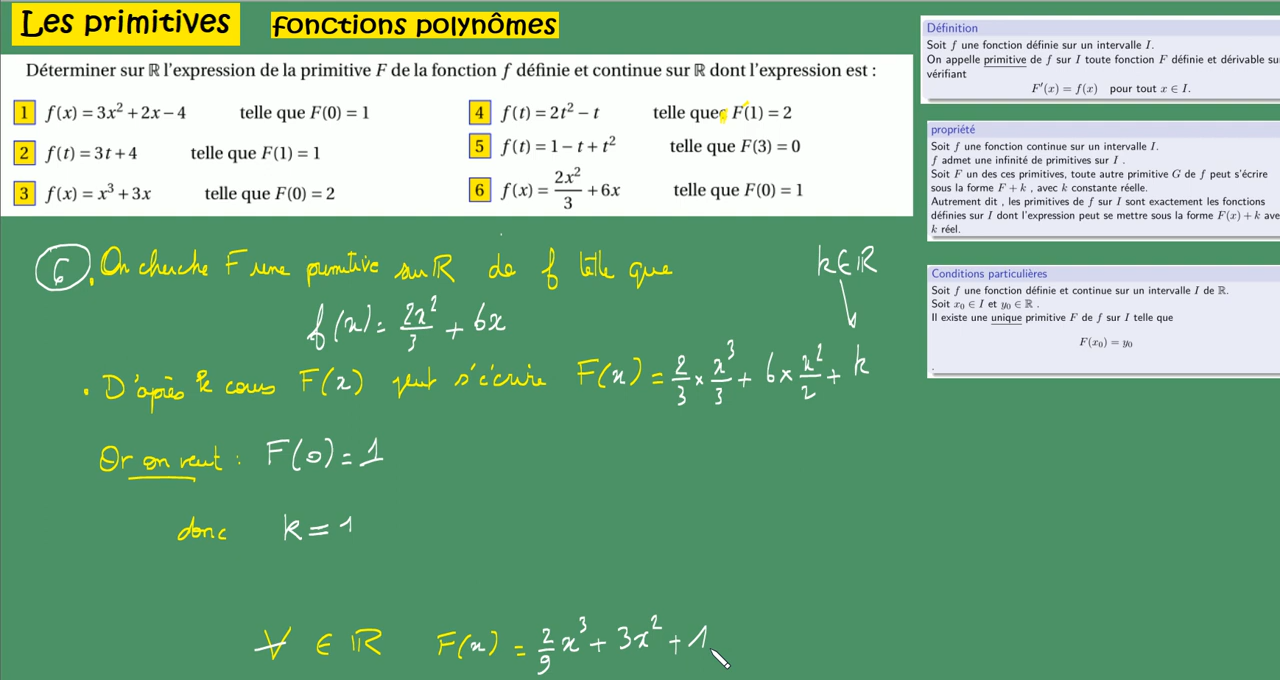 Les primitives fonctions polynômes
Déterminer sur ℝ l'expression de la primitive F de la fonction f définie et continue sur ℝ dont l'expression est :
1 f(x) = 3x² + 2x − 4 telle que F(0) = 1
2 f(t) = 3t + 4 telle que F(1) = 1
3 f(x) = x³ + 3x telle que F(0) = 2
4 f(t) = 2t² − t telle que F(1) = 2
5 f(t) = 1 − t + t² telle que F(3) = 0
6 f(x) = 2x²/3 + 6x telle que F(0) = 1
Définition
Soit f une fonction définie sur un intervalle I.
On appelle primitive de f sur I toute fonction F définie et dérivable su
vérifiant
F′(x) = f(x) pour tout x ∈ I.
propriété
Soit f une fonction continue sur un intervalle I.
f admet une infinité de primitives sur I .
Soit F un des ces primitives, toute autre primitive G de f peut s'écrire
sous la forme F + k , avec k constante réelle.
Autrement dit , les primitives de f sur I sont exactement les fonctions
définies sur I dont l'expression peut se mettre sous la forme F(x) + k ave
k réel.
Conditions particulières
Soit f une fonction définie et continue sur un intervalle I de ℝ.
Soit x₀ ∈ I et y₀ ∈ ℝ .
Il existe une unique primitive F de f sur I telle que
F(x₀) = y₀
.
6. On cherche F une primitive sur ℝ de f telle que
k ∈ ℝ
f(x) = 2x²/3 + 6x
. D'après le cours F(x) peut s'écrire F(x) = 2/3 × x³/3 + 6 × x²/2 + k
Or on veut : F(0) = 1
donc k = 1
∀ ∈ ℝ F(x) = 2/9 x³ + 3x² + 1